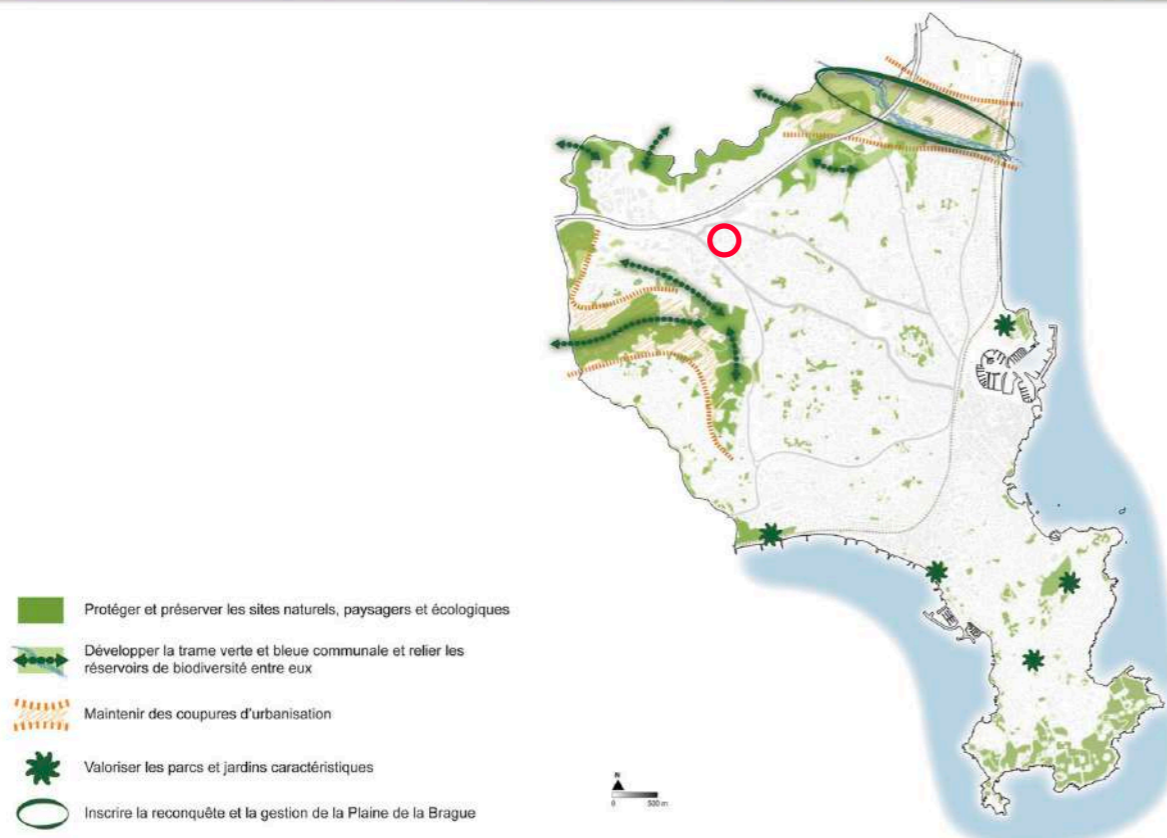 Protéger et préserver les sites naturels, paysagers et écologiques
Développer la trame verte et bleue communale et relier les
réservoirs de biodiversité entre eux
Maintenir des coupures d'urbanisation
Valoriser les parcs et jardins caractéristiques
Inscrire la reconquête et la gestion de la Plaine de la Brague
N
0 500 m